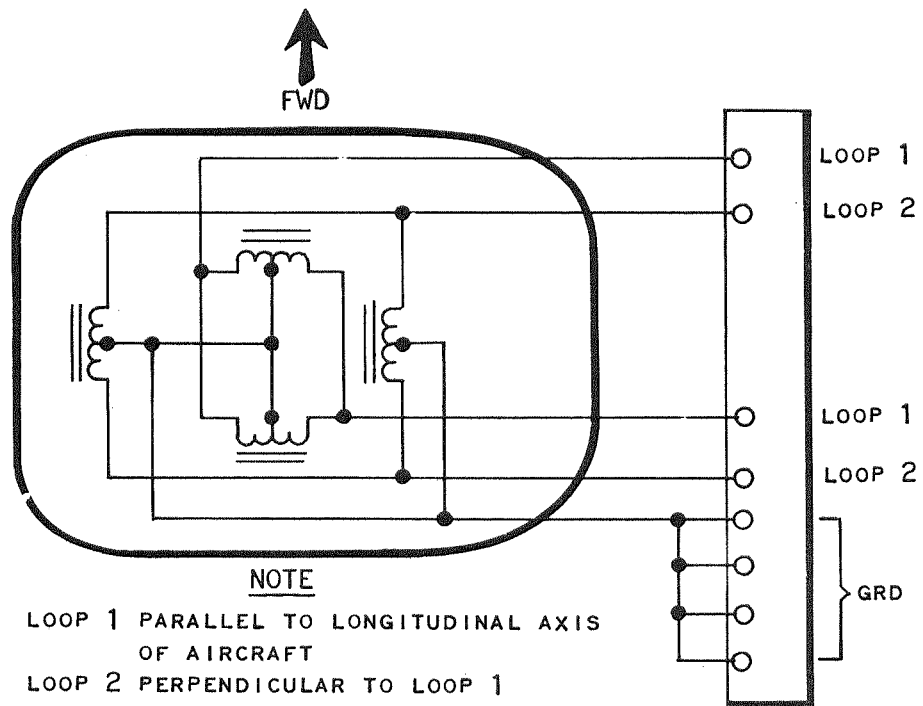 FWD
LOOP 1
LOOP 2
LOOP 1
LOOP 2
GRD
NOTE
LOOP 1 PARALLEL TO LONGITUDINAL AXIS
OF AIRCRAFT
LOOP 2 PERPENDICULAR TO LOOP 1